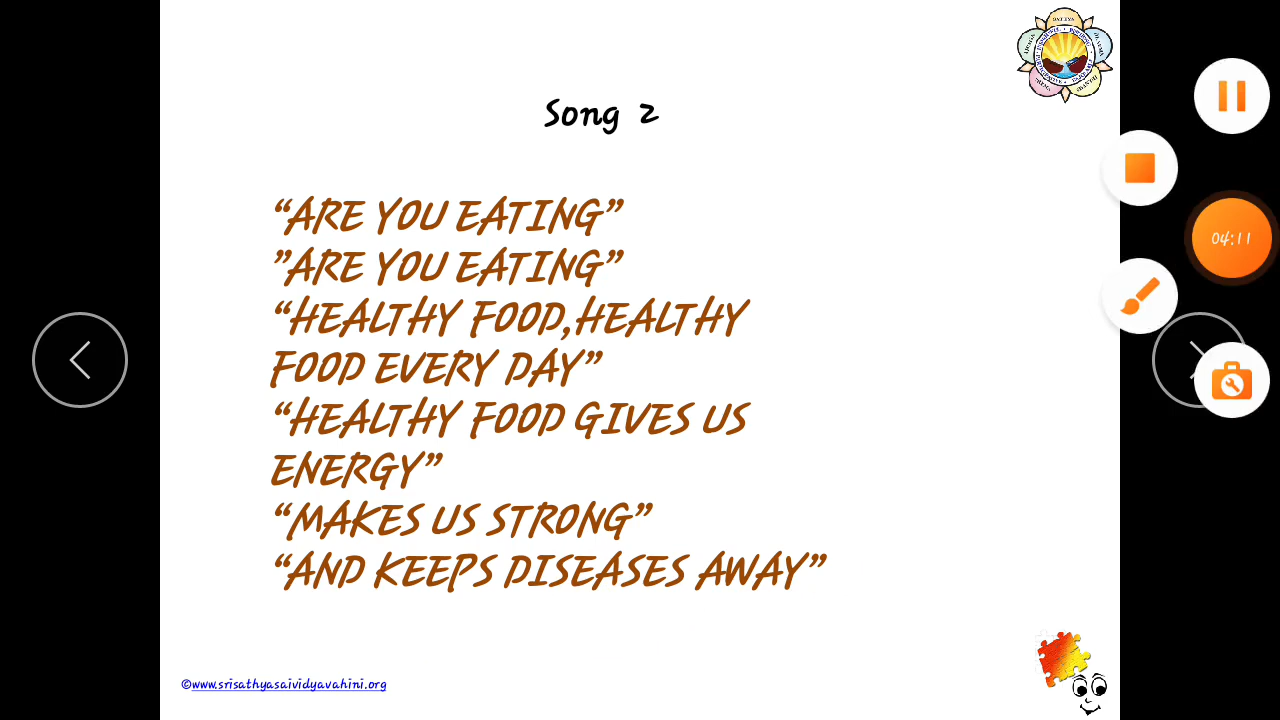 Song 2
“ARE YOU EATING”
”ARE YOU EATING”
“HEALTHY FOOD,HEALTHY
FOOD EVERY DAY”
“HEALTHY FOOD GIVES US
ENERGY”
“MAKES US STRONG”
“AND KEEPS DISEASES AWAY”
04:11
©www.srisathyasaividyavahini.org